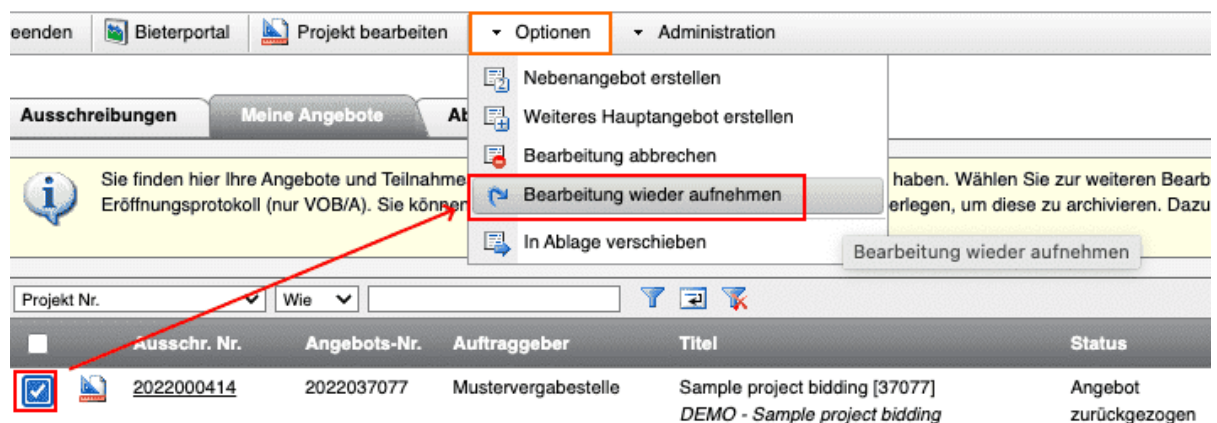 eenden Bieterportal Projekt bearbeiten Optionen Administration
Nebenangebot erstellen
Weiteres Hauptangebot erstellen
Bearbeitung abbrechen
Bearbeitung wieder aufnehmen
In Ablage verschieben
Bearbeitung wieder aufnehmen
Ausschreibungen Meine Angebote Ab
Sie finden hier Ihre Angebote und Teilnahme haben. Wählen Sie zur weiteren Bearb
Eröffnungsprotokoll (nur VOB/A). Sie können erlegen, um diese zu archivieren. Dazu
Projekt Nr. Wie
Ausschr. Nr. Angebots-Nr. Auftraggeber Titel Status
2022000414 2022037077 Mustervergabestelle Sample project bidding [37077] Angebot
DEMO - Sample project bidding zurückgezogen